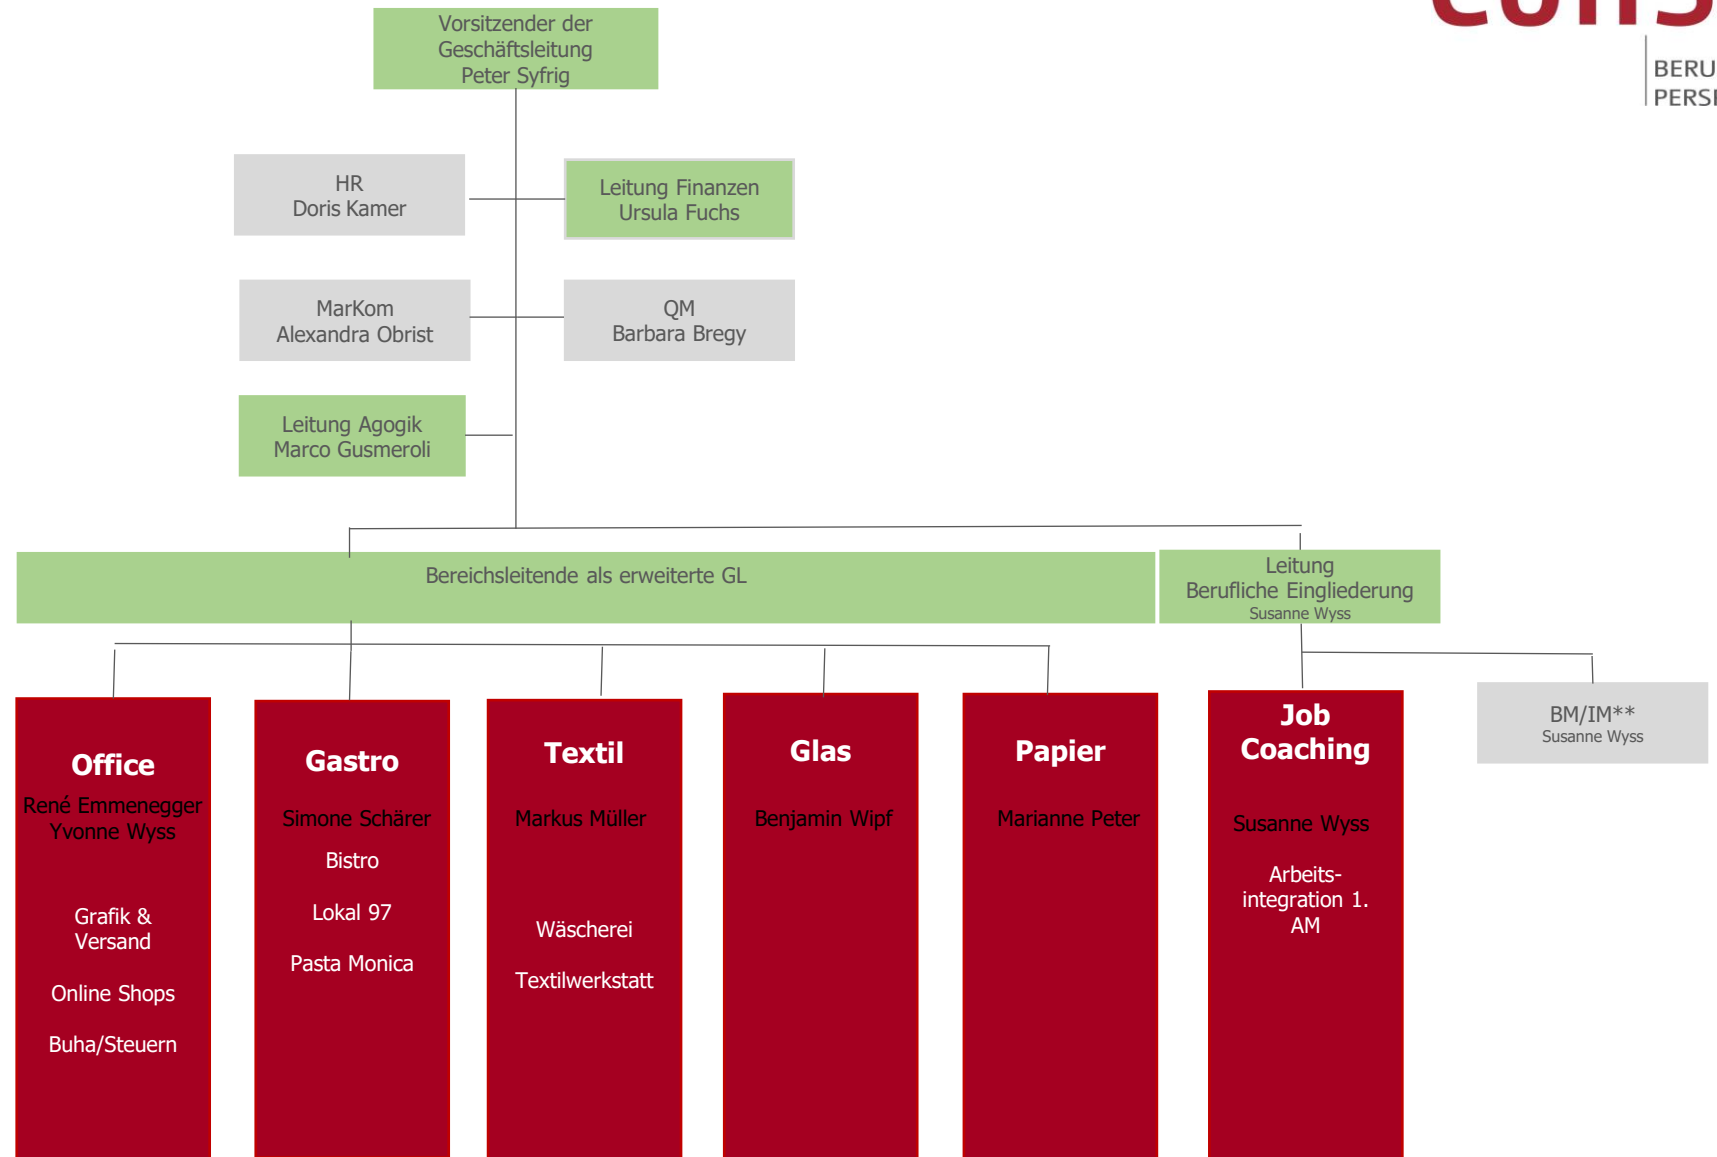 Vorsitzender der
Geschäftsleitung
Peter Syfrig
BERU
PERS
HR
Doris Kamer
Leitung Finanzen
Ursula Fuchs
MarKom
Alexandra Obrist
QM
Barbara Bregy
Leitung Agogik
Marco Gusmeroli
Bereichsleitende als erweiterte GL
Leitung
Berufliche Eingliederung
Susanne Wyss
Office
René Emmenegger
Yvonne Wyss
Grafik &
Versand
Online Shops
Buha/Steuern
Gastro
Simone Schärer
Bistro
Lokal 97
Pasta Monica
Textil
Markus Müller
Wäscherei
Textilwerkstatt
Glas
Benjamin Wipf
Papier
Marianne Peter
Job
Coaching
Susanne Wyss
Arbeits-
integration 1.
AM
BM/IM**
Susanne Wyss